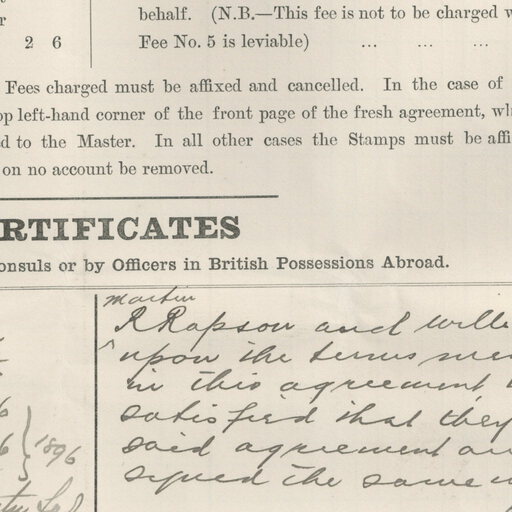 r
2 6
behalf. (N.B.—This fee is not to be charged
Fee No. 5 is leviable) ... ... ...
Fees charged must be affixed and cancelled. In the case of
op left-hand corner of the front page of the fresh agreement, wh
d to the Master. In all other cases the Stamps must be affi
on no account be removed.
RTIFICATES
onsuls or by Officers in British Possessions Abroad.
martin
R Rapson and Wille
upon the terms men
in this agreement
satisfied that they
6
said agreement an
6 } 1896
signed the same